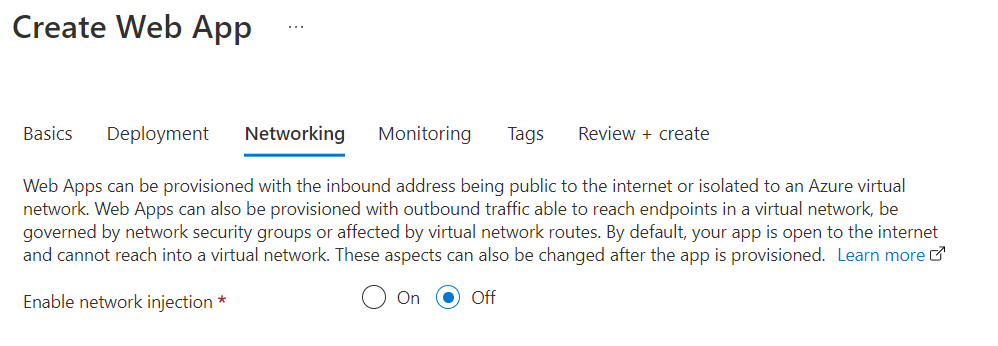 Create Web App ...
Basics Deployment Networking Monitoring Tags Review + create
Web Apps can be provisioned with the inbound address being public to the internet or isolated to an Azure virtual
network. Web Apps can also be provisioned with outbound traffic able to reach endpoints in a virtual network, be
governed by network security groups or affected by virtual network routes. By default, your app is open to the internet
and cannot reach into a virtual network. These aspects can also be changed after the app is provisioned. Learn more
Enable network injection * On Off